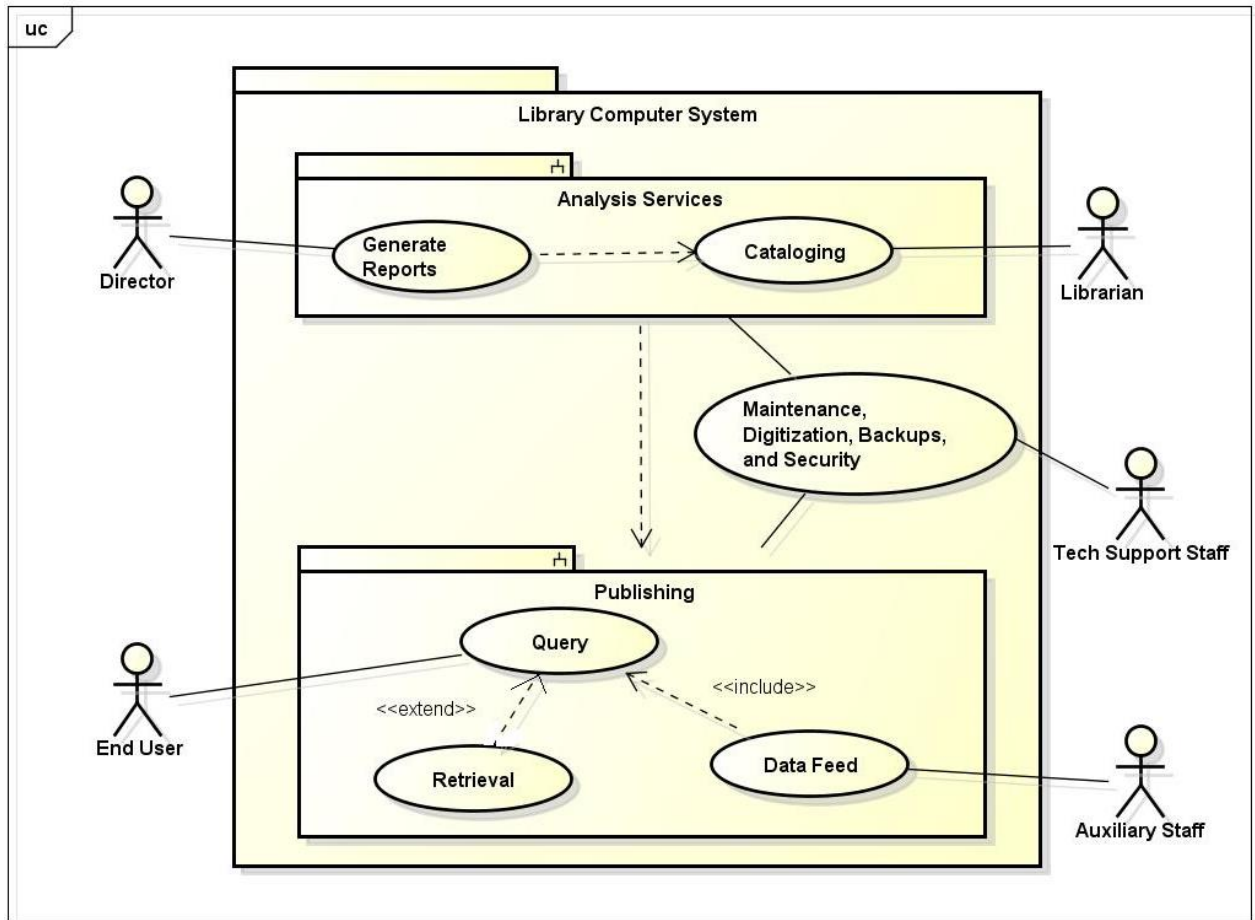 uc
Library Computer System
Analysis Services
Generate
Reports
Cataloging
Director
Librarian
Maintenance,
Digitization, Backups,
and Security
Tech Support Staff
Publishing
Query
<<include>>
<<extend>>
End User
Retrieval
Data Feed
Auxiliary Staff